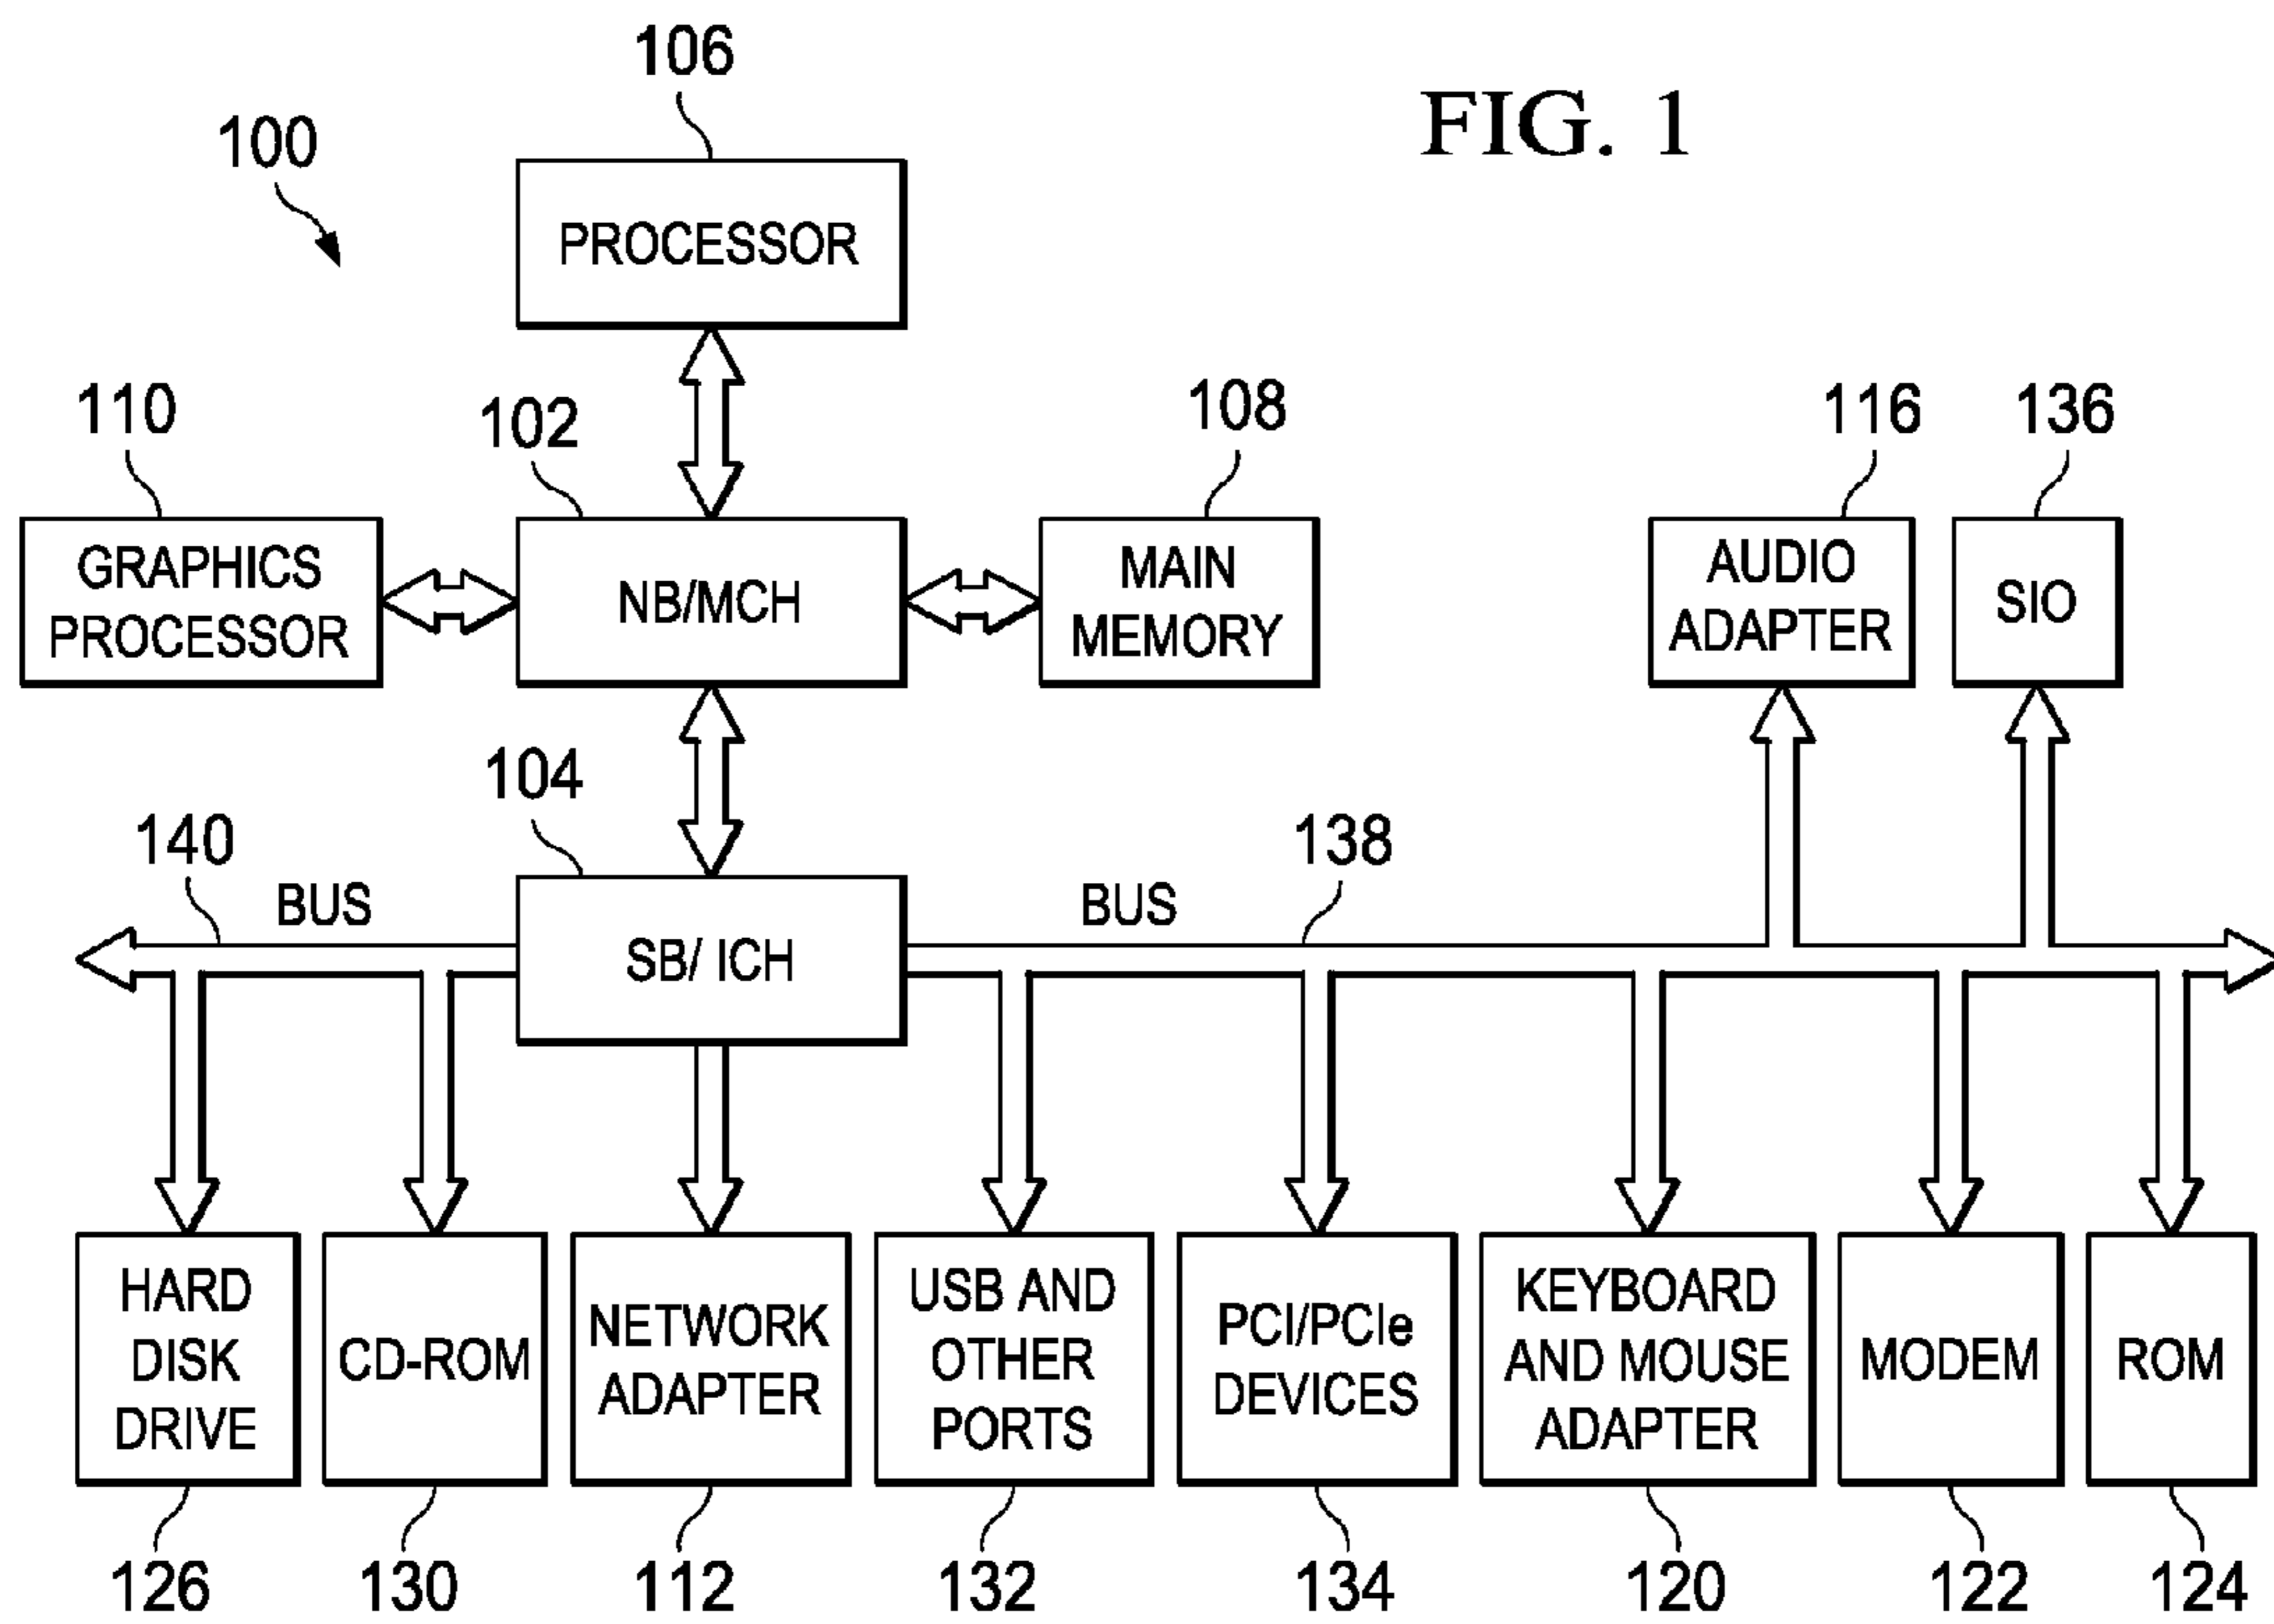 106
FIG. 1
100
PROCESSOR
110
102
108
116
136
GRAPHICS
PROCESSOR
NB/MCH
MAIN
MEMORY
AUDIO
ADAPTER
SIO
104
140
BUS
SB/ ICH
BUS
138
HARD
DISK
DRIVE
CD-ROM
NETWORK
ADAPTER
USB AND
OTHER
PORTS
PCI/PCIe
DEVICES
KEYBOARD
AND MOUSE
ADAPTER
MODEM
ROM
126
130
112
132
134
120
122
124